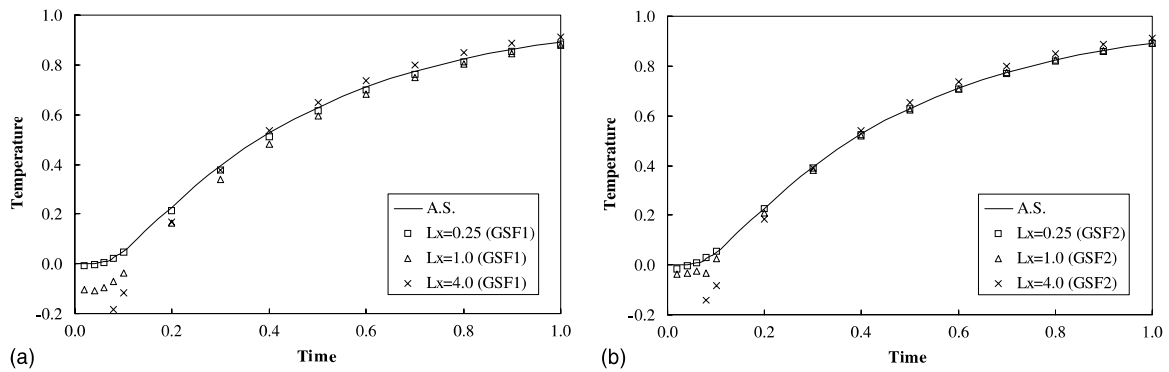 1.0
0.8
0.6
0.4
0.2
0.0
-0.2
Temperature
A.S.
Lx=0.25 (GSF1)
Lx=1.0 (GSF1)
Lx=4.0 (GSF1)
0.0 0.2 0.4 0.6 0.8 1.0
Time
(a)
1.0
0.8
0.6
0.4
0.2
0.0
-0.2
Temperature
A.S.
Lx=0.25 (GSF2)
Lx=1.0 (GSF2)
Lx=4.0 (GSF2)
0.0 0.2 0.4 0.6 0.8 1.0
Time
(b)